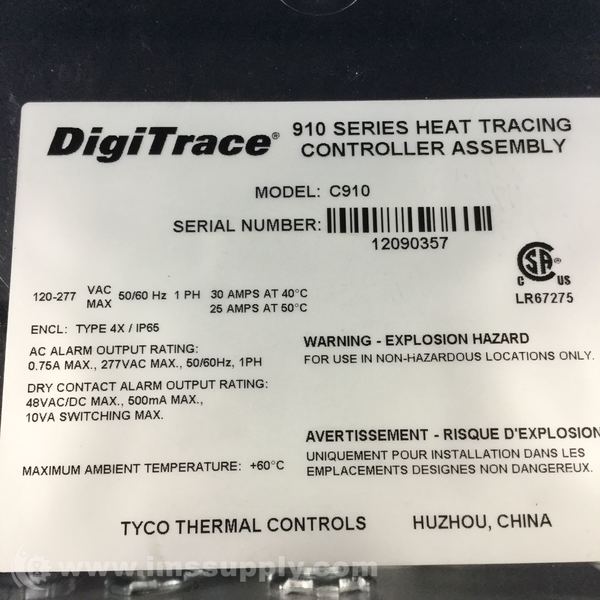 DigiTrace® 910 SERIES HEAT TRACING
CONTROLLER ASSEMBLY
MODEL: C910
SERIAL NUMBER:
12090357
120-277 VAC MAX 50/60 Hz 1 PH 30 AMPS AT 40°C
25 AMPS AT 50°C
C SA US
LR67275
ENCL: TYPE 4X / IP65
AC ALARM OUTPUT RATING:
0.75A MAX., 277VAC MAX., 50/60Hz, 1PH
DRY CONTACT ALARM OUTPUT RATING:
48VAC/DC MAX., 500mA MAX.,
10VA SWITCHING MAX.
MAXIMUM AMBIENT TEMPERATURE: +60°C
WARNING - EXPLOSION HAZARD
FOR USE IN NON-HAZARDOUS LOCATIONS ONLY.
AVERTISSEMENT - RISQUE D'EXPLOSION
UNIQUEMENT POUR INSTALLATION DANS LES
EMPLACEMENTS DESIGNES NON DANGEREUX.
TYCO THERMAL CONTROLS HUZHOU, CHINA
© www.imssupply.com